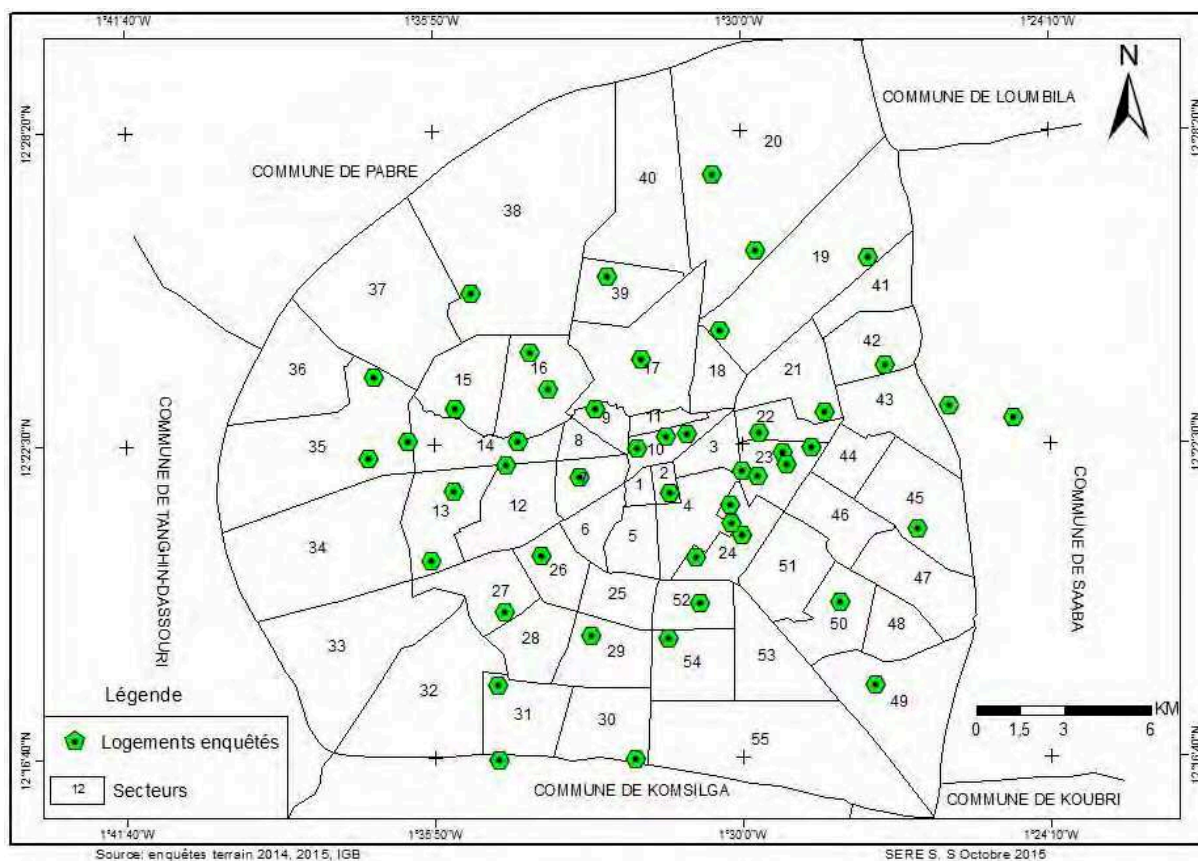 1°41'40"W 1°35'50"W 1°30'0"W 1°24'10"W
N
COMMUNE DE LOUMBILA
20
12°28'20"N 12°28'20"N
COMMUNE DE PABRE
40
38
19
37
39
41
42
36
15
16
17
18
21
43
9
11
22
35
14
8
10
3
23
44
12°22'30"N
7
1
2
45
13
12
4
46
6
5
34
24
26
51
47
27
25
52
50
48
33
28
29
54
53
32
49
31
30
55
COMMUNE DE TANGHIN-DASSOURI
COMMUNE DE SAABA
Légende
Logements enquêtés
12 Secteurs
KM
0 1,5 3 6
12°16'40"N 12°16'40"N
COMMUNE DE KOMSILGA
COMMUNE DE KOUBRI
1°41'40"W 1°35'50"W 1°30'0"W 1°24'10"W
Source: enquêtes terrain 2014, 2015, IGB
SERE S. S Octobre 2015